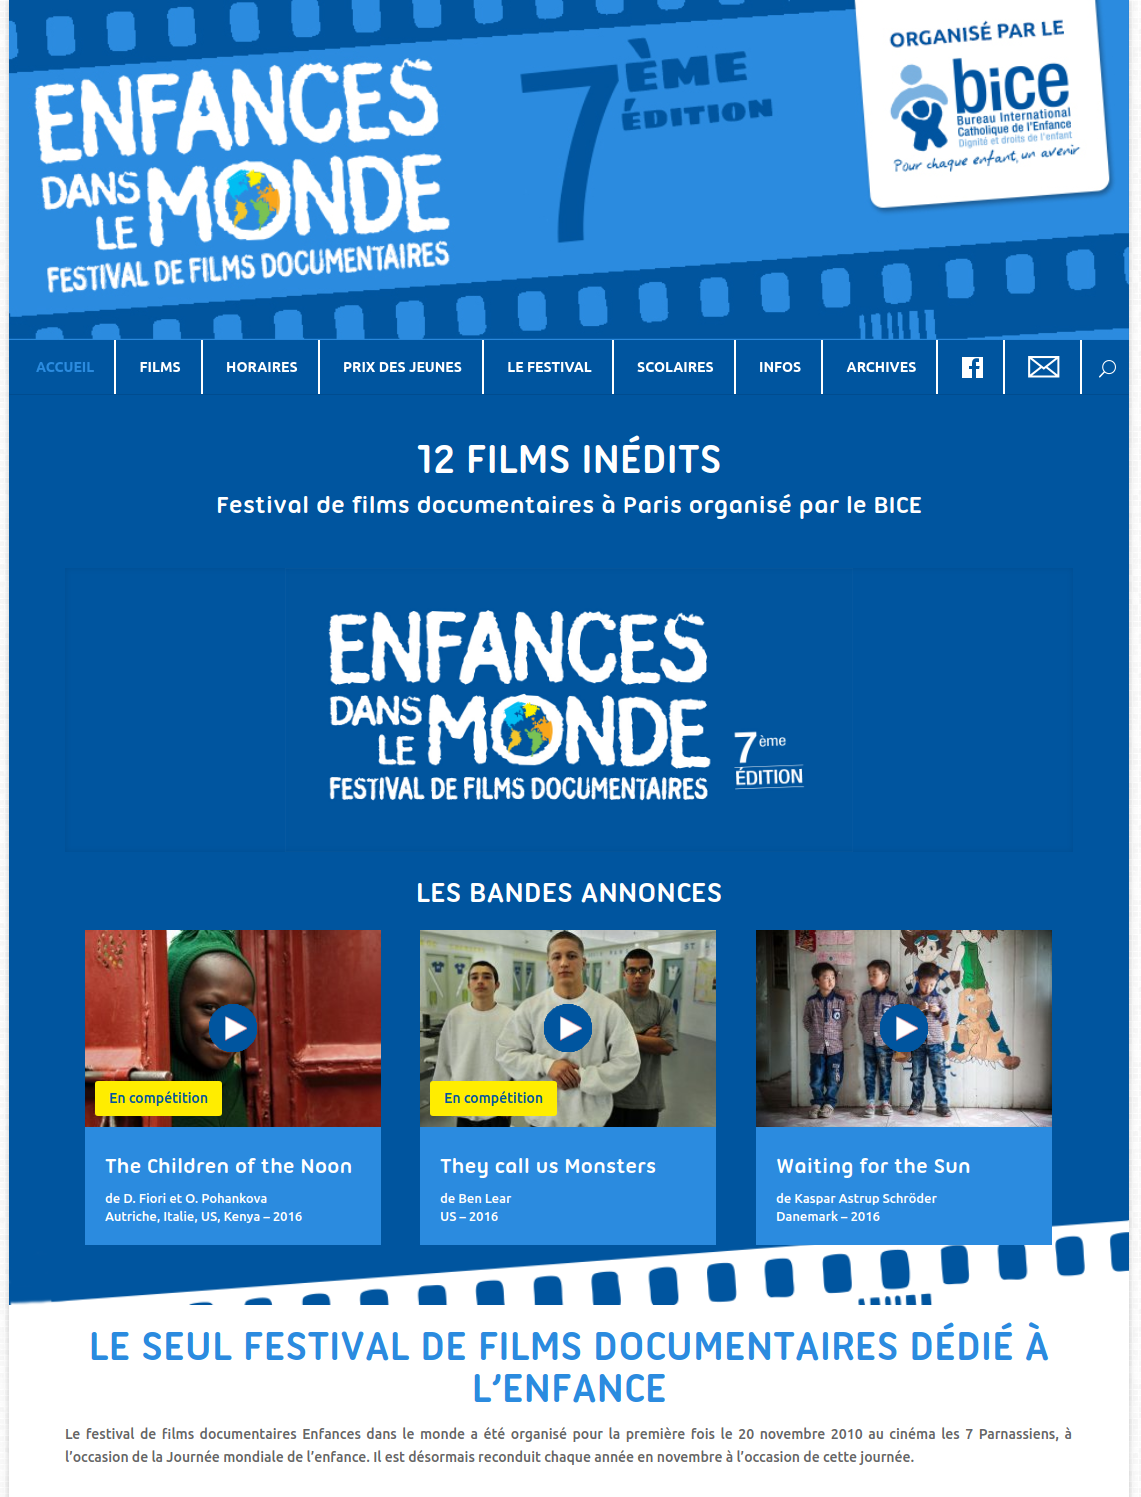 ENFANCES
DANS
LE MONDE
FESTIVAL DE FILMS DOCUMENTAIRES
7ÈME
ÉDITION
ORGANISÉ PAR LE
bice
Bureau International
Catholique de l'Enfance
Dignité et droits de l'enfant
Pour chaque enfant, un avenir
ACCUEIL
FILMS
HORAIRES
PRIX DES JEUNES
LE FESTIVAL
SCOLAIRES
INFOS
ARCHIVES
12 FILMS INÉDITS
Festival de films documentaires à Paris organisé par le BICE
ENFANCES
DANS
LE MONDE
FESTIVAL DE FILMS DOCUMENTAIRES
7ème
ÉDITION
LES BANDES ANNONCES
En compétition
The Children of the Noon
de D. Fiori et O. Pohankova
Autriche, Italie, US, Kenya – 2016
En compétition
They call us Monsters
de Ben Lear
US – 2016
Waiting for the Sun
de Kaspar Astrup Schröder
Danemark – 2016
LE SEUL FESTIVAL DE FILMS DOCUMENTAIRES DÉDIÉ À
L'ENFANCE
Le festival de films documentaires Enfances dans le monde a été organisé pour la première fois le 20 novembre 2010 au cinéma les 7 Parnassiens, à
l'occasion de la Journée mondiale de l'enfance. Il est désormais reconduit chaque année en novembre à l'occasion de cette journée.